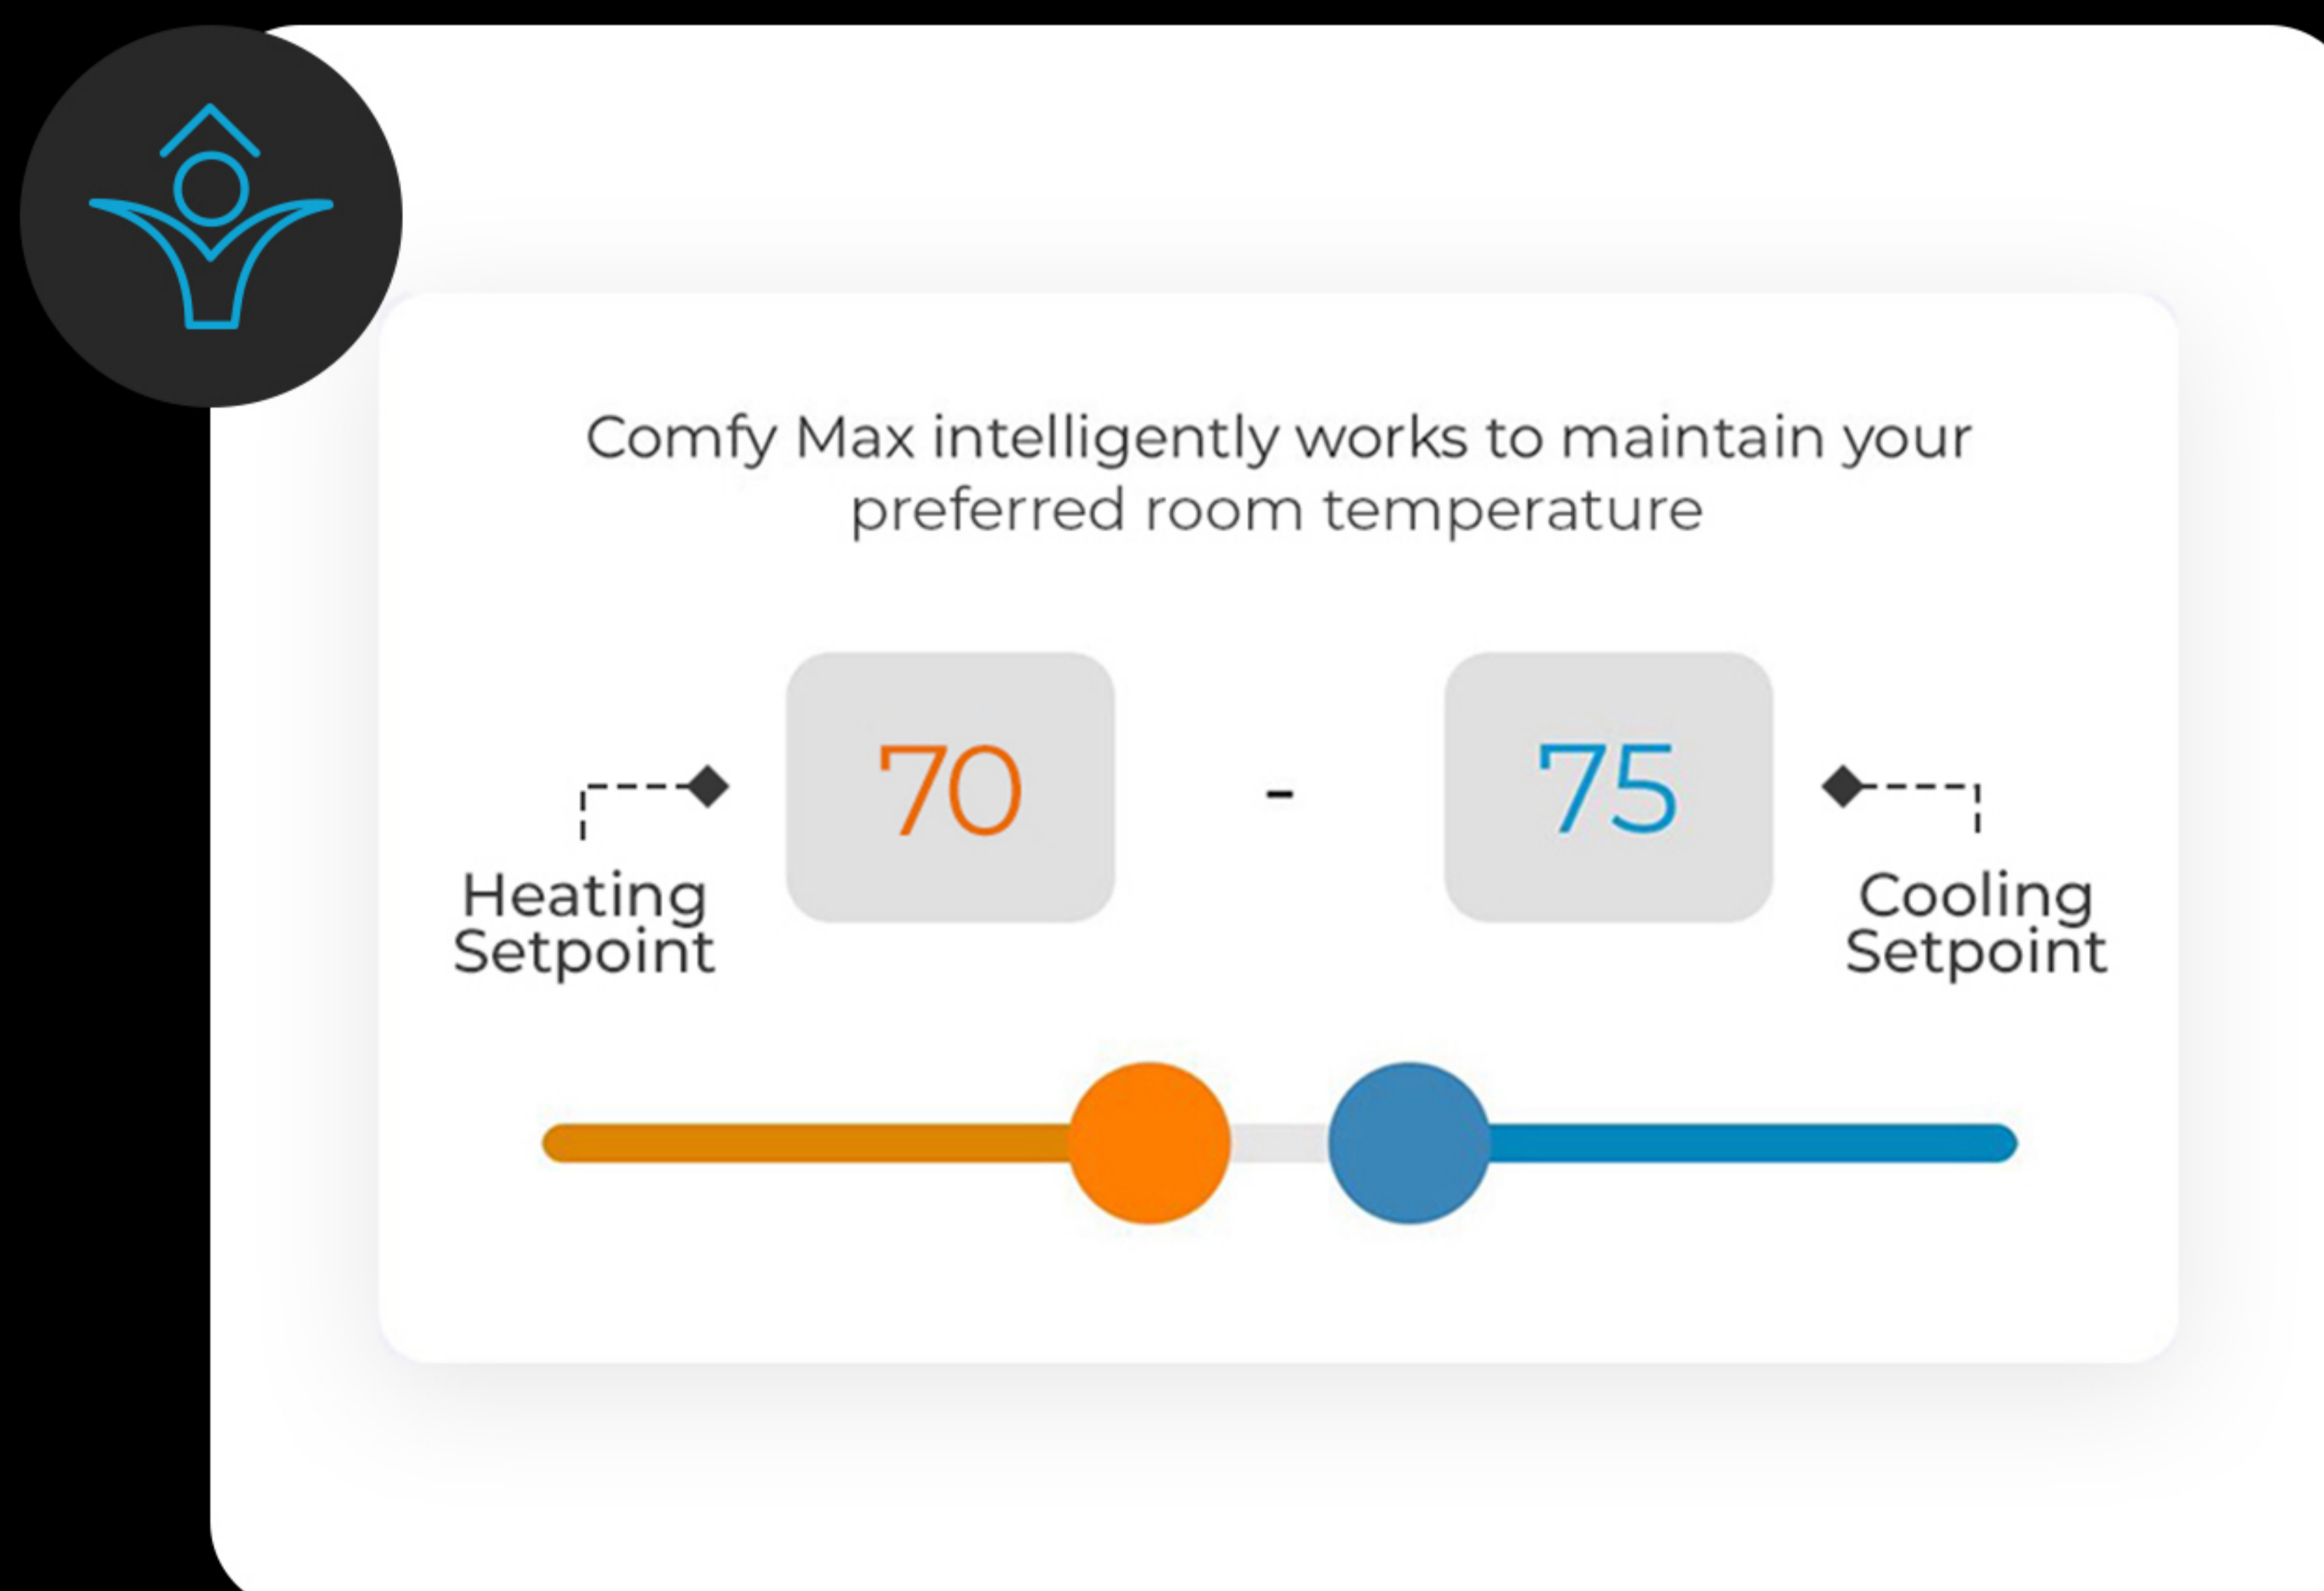 Comfy Max intelligently works to maintain your
preferred room temperature
70 - 75
Heating
Setpoint
Cooling
Setpoint